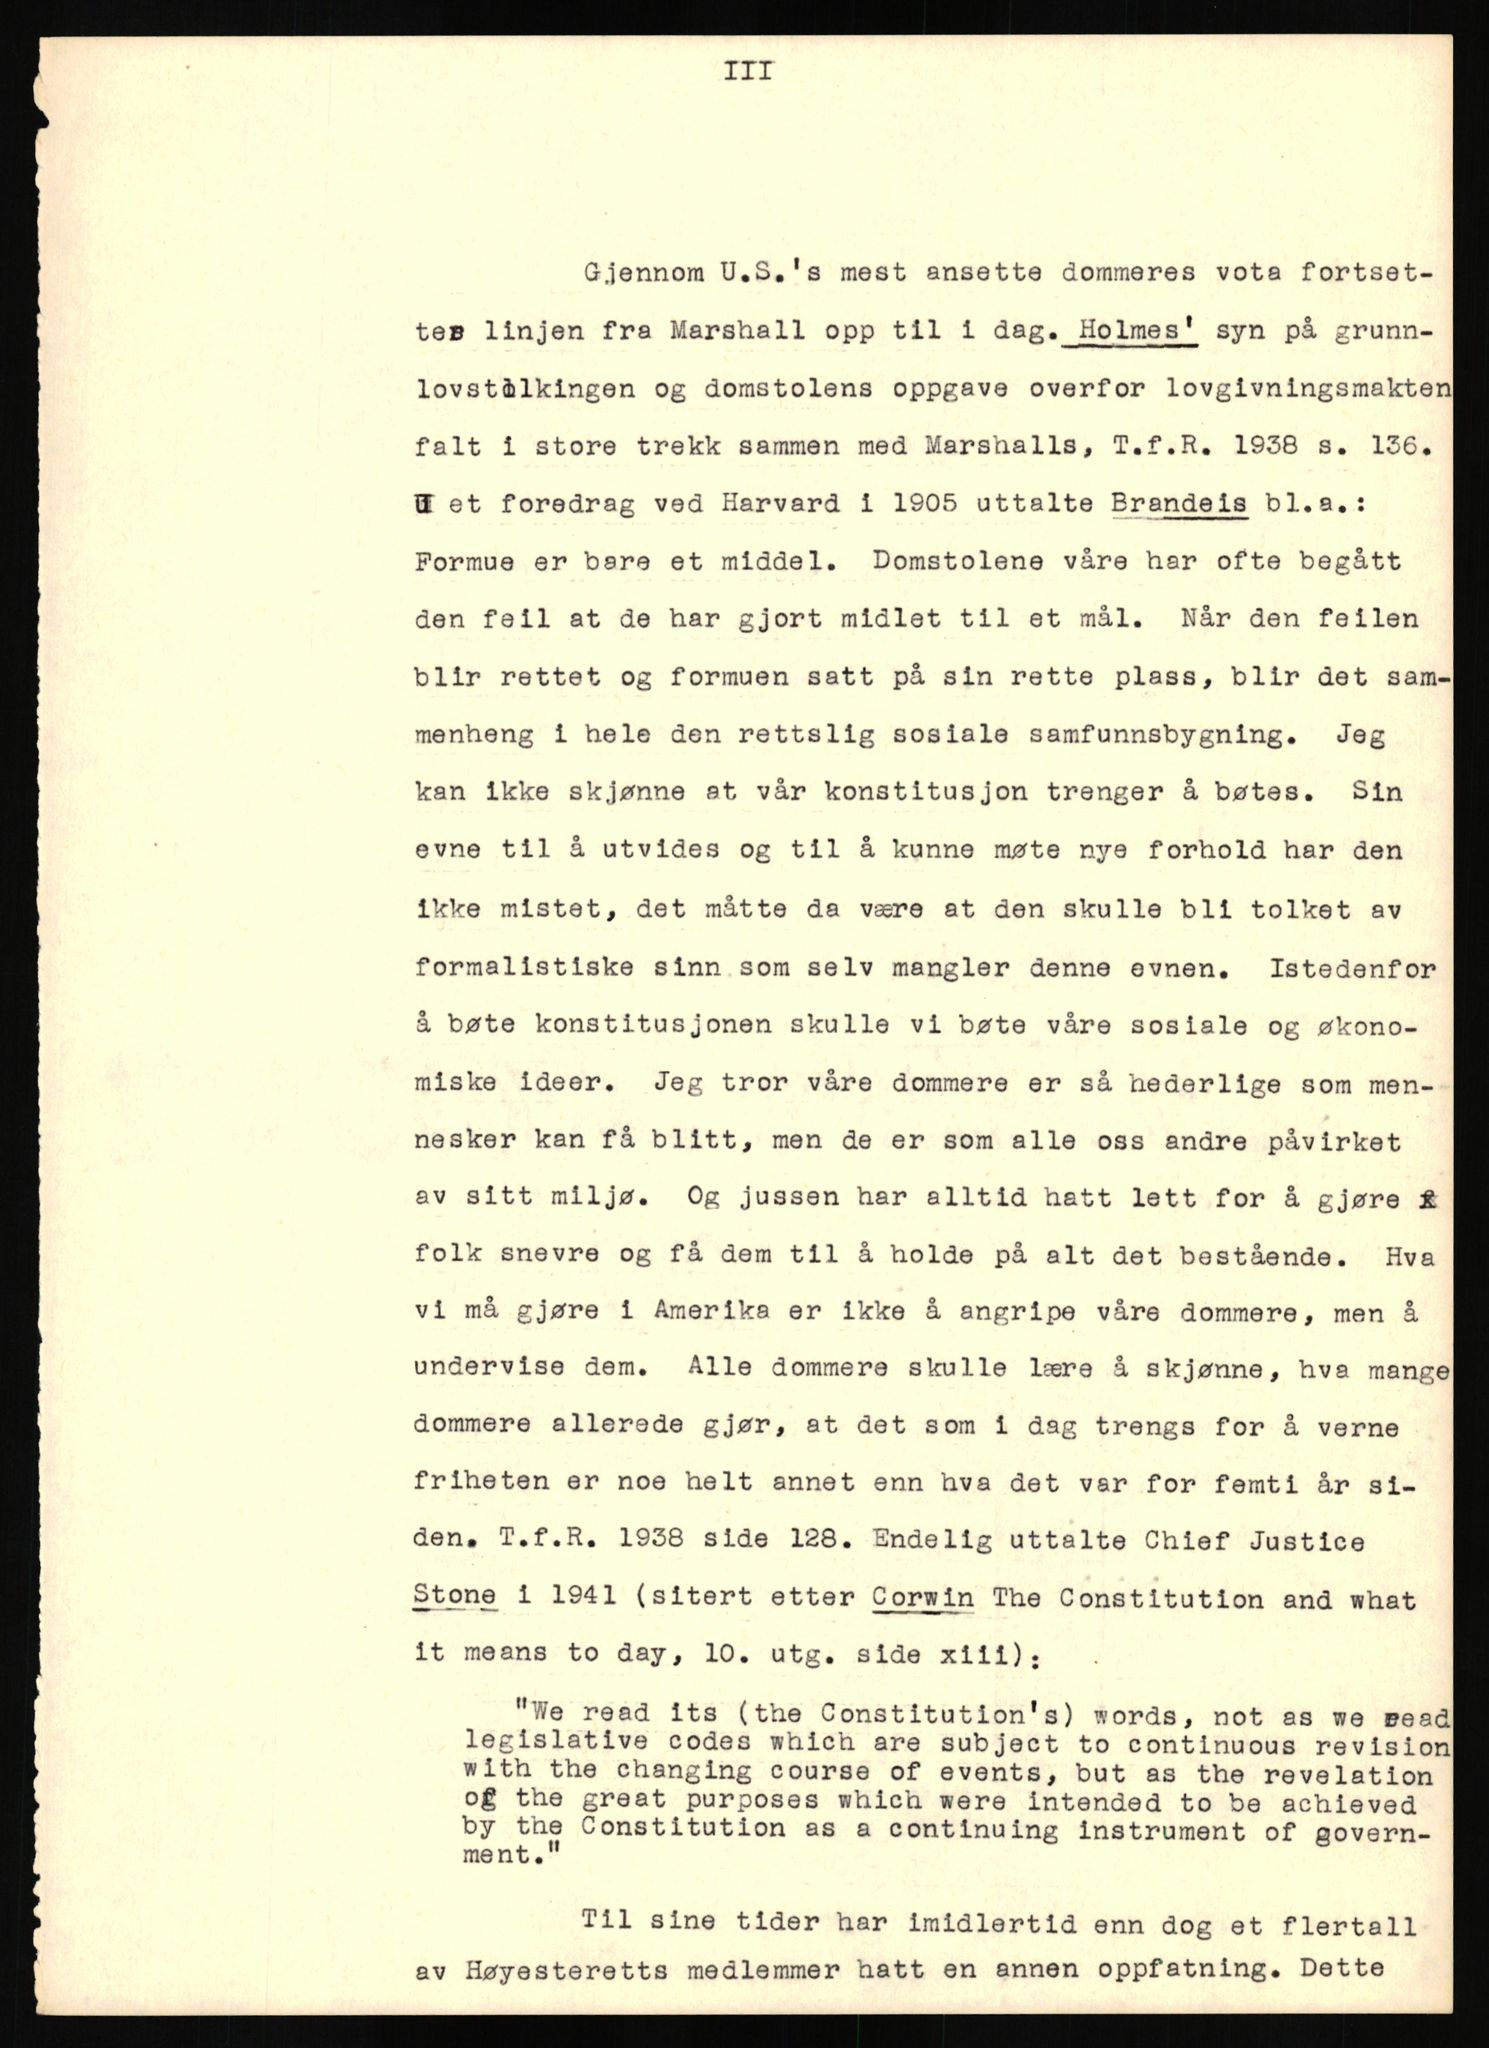 III
Gjennom U.S.'s mest ansette dommeres vota fortset-
ter linjen fra Marshall opp til i dag. Holmes' syn på grunn-
lovstolkingen og domstolens oppgave overfor lovgivningsmakten
falt i store trekk sammen med Marshalls, T.f.R. 1938 s. 136.
I et foredrag ved Harvard i 1905 uttalte Brandeis bl.a.:
Formue er bare et middel. Domstolene våre har ofte begått
den feil at de har gjort midlet til et mål. Når den feilen
blir rettet og formuen satt på sin rette plass, blir det sam-
menheng i hele den rettslig sosiale samfunnsbygning. Jeg
kan ikke skjønne at vår konstitusjon trenger å bøtes. Sin
evne til å utvides og til å kunne møte nye forhold har den
ikke mistet, det måtte da være at den skulle bli tolket av
formalistiske sinn som selv mangler denne evnen. Istedenfor
å bøte konstitusjonen skulle vi bøte våre sosiale og økono-
miske ideer. Jeg tror våre dommere er så hederlige som men-
nesker kan få blitt, men de er som alle oss andre påvirket
av sitt miljø. Og jussen har alltid hatt lett for å gjøre
folk snevre og få dem til å holde på alt det bestående. Hva
vi må gjøre i Amerika er ikke å angripe våre dommere, men å
undervise dem. Alle dommere skulle lære å skjønne, hva mange
dommere allerede gjør, at det som i dag trengs for å verne
friheten er noe helt annet enn hva det var for femti år si-
den. T.f.R. 1938 side 128. Endelig uttalte Chief Justice
Stone i 1941 (sitert etter Corwin The Constitution and what
it means to day, 10. utg. side xiii):
"We read its (the Constitution's) words, not as we read
legislative codes which are subject to continuous revision
with the changing course of events, but as the revelation
of the great purposes which were intended to be achieved
by the Constitution as a continuing instrument of govern-
ment."
Til sine tider har imidlertid enn dog et flertall
av Høyesteretts medlemmer hatt en annen oppfatning. Dette